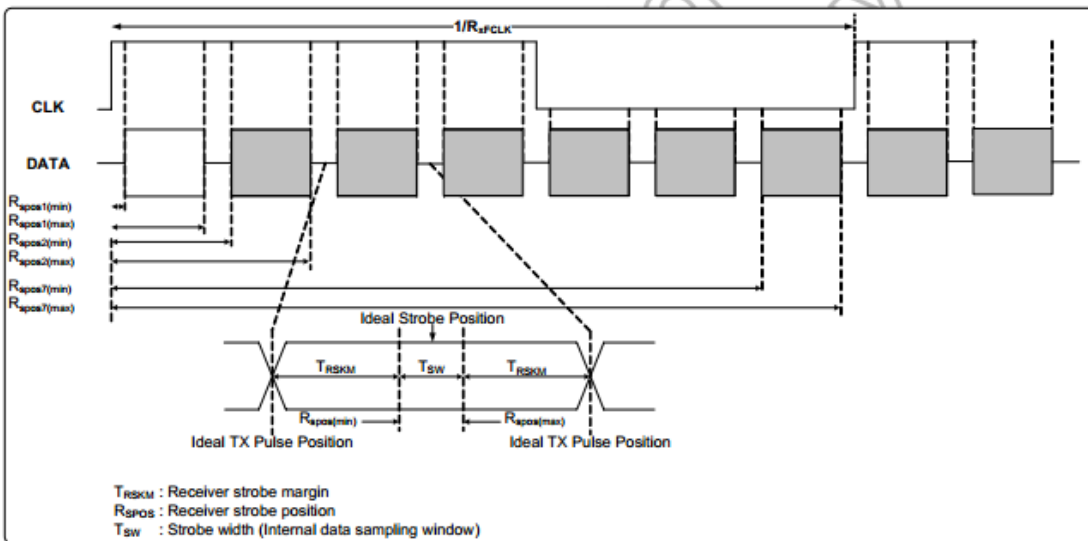 1/RxFCLK
CLK
DATA
Rspos1(min)
Rspos1(max)
Rspos2(min)
Rspos2(max)
Rspos7(min)
Rspos7(max)
Ideal Strobe Position
TRSKM TSW TRSKM
Rspos(min) Rspos(max)
Ideal TX Pulse Position Ideal TX Pulse Position
TRSKM : Receiver strobe margin
RSPOS : Receiver strobe position
TSW : Strobe width (Internal data sampling window)